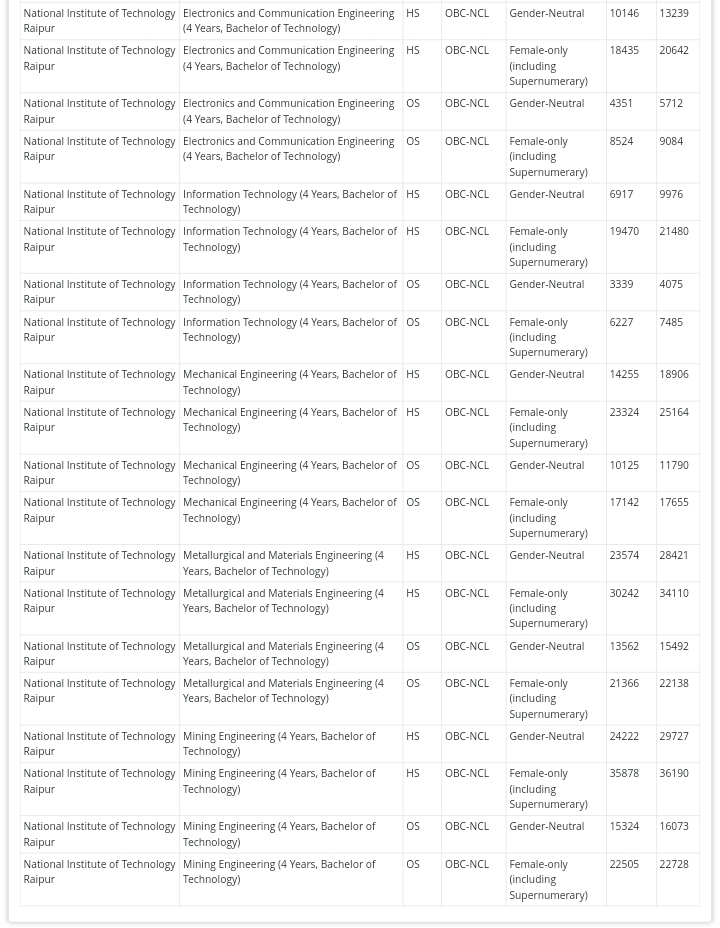 National Institute of Technology Raipur Electronics and Communication Engineering (4 Years, Bachelor of Technology) HS OBC-NCL Gender-Neutral 10146 13239
National Institute of Technology Raipur Electronics and Communication Engineering (4 Years, Bachelor of Technology) HS OBC-NCL Female-only (including Supernumerary) 18435 20642
National Institute of Technology Raipur Electronics and Communication Engineering (4 Years, Bachelor of Technology) OS OBC-NCL Gender-Neutral 4351 5712
National Institute of Technology Raipur Electronics and Communication Engineering (4 Years, Bachelor of Technology) OS OBC-NCL Female-only (including Supernumerary) 8524 9084
National Institute of Technology Raipur Information Technology (4 Years, Bachelor of Technology) HS OBC-NCL Gender-Neutral 6917 9976
National Institute of Technology Raipur Information Technology (4 Years, Bachelor of Technology) HS OBC-NCL Female-only (including Supernumerary) 19470 21480
National Institute of Technology Raipur Information Technology (4 Years, Bachelor of Technology) OS OBC-NCL Gender-Neutral 3339 4075
National Institute of Technology Raipur Information Technology (4 Years, Bachelor of Technology) OS OBC-NCL Female-only (including Supernumerary) 6227 7485
National Institute of Technology Raipur Mechanical Engineering (4 Years, Bachelor of Technology) HS OBC-NCL Gender-Neutral 14255 18906
National Institute of Technology Raipur Mechanical Engineering (4 Years, Bachelor of Technology) HS OBC-NCL Female-only (including Supernumerary) 23324 25164
National Institute of Technology Raipur Mechanical Engineering (4 Years, Bachelor of Technology) OS OBC-NCL Gender-Neutral 10125 11790
National Institute of Technology Raipur Mechanical Engineering (4 Years, Bachelor of Technology) OS OBC-NCL Female-only (including Supernumerary) 17142 17655
National Institute of Technology Raipur Metallurgical and Materials Engineering (4 Years, Bachelor of Technology) HS OBC-NCL Gender-Neutral 23574 28421
National Institute of Technology Raipur Metallurgical and Materials Engineering (4 Years, Bachelor of Technology) HS OBC-NCL Female-only (including Supernumerary) 30242 34110
National Institute of Technology Raipur Metallurgical and Materials Engineering (4 Years, Bachelor of Technology) OS OBC-NCL Gender-Neutral 13562 15492
National Institute of Technology Raipur Metallurgical and Materials Engineering (4 Years, Bachelor of Technology) OS OBC-NCL Female-only (including Supernumerary) 21366 22138
National Institute of Technology Raipur Mining Engineering (4 Years, Bachelor of Technology) HS OBC-NCL Gender-Neutral 24222 29727
National Institute of Technology Raipur Mining Engineering (4 Years, Bachelor of Technology) HS OBC-NCL Female-only (including Supernumerary) 35878 36190
National Institute of Technology Raipur Mining Engineering (4 Years, Bachelor of Technology) OS OBC-NCL Gender-Neutral 15324 16073
National Institute of Technology Raipur Mining Engineering (4 Years, Bachelor of Technology) OS OBC-NCL Female-only (including Supernumerary) 22505 22728